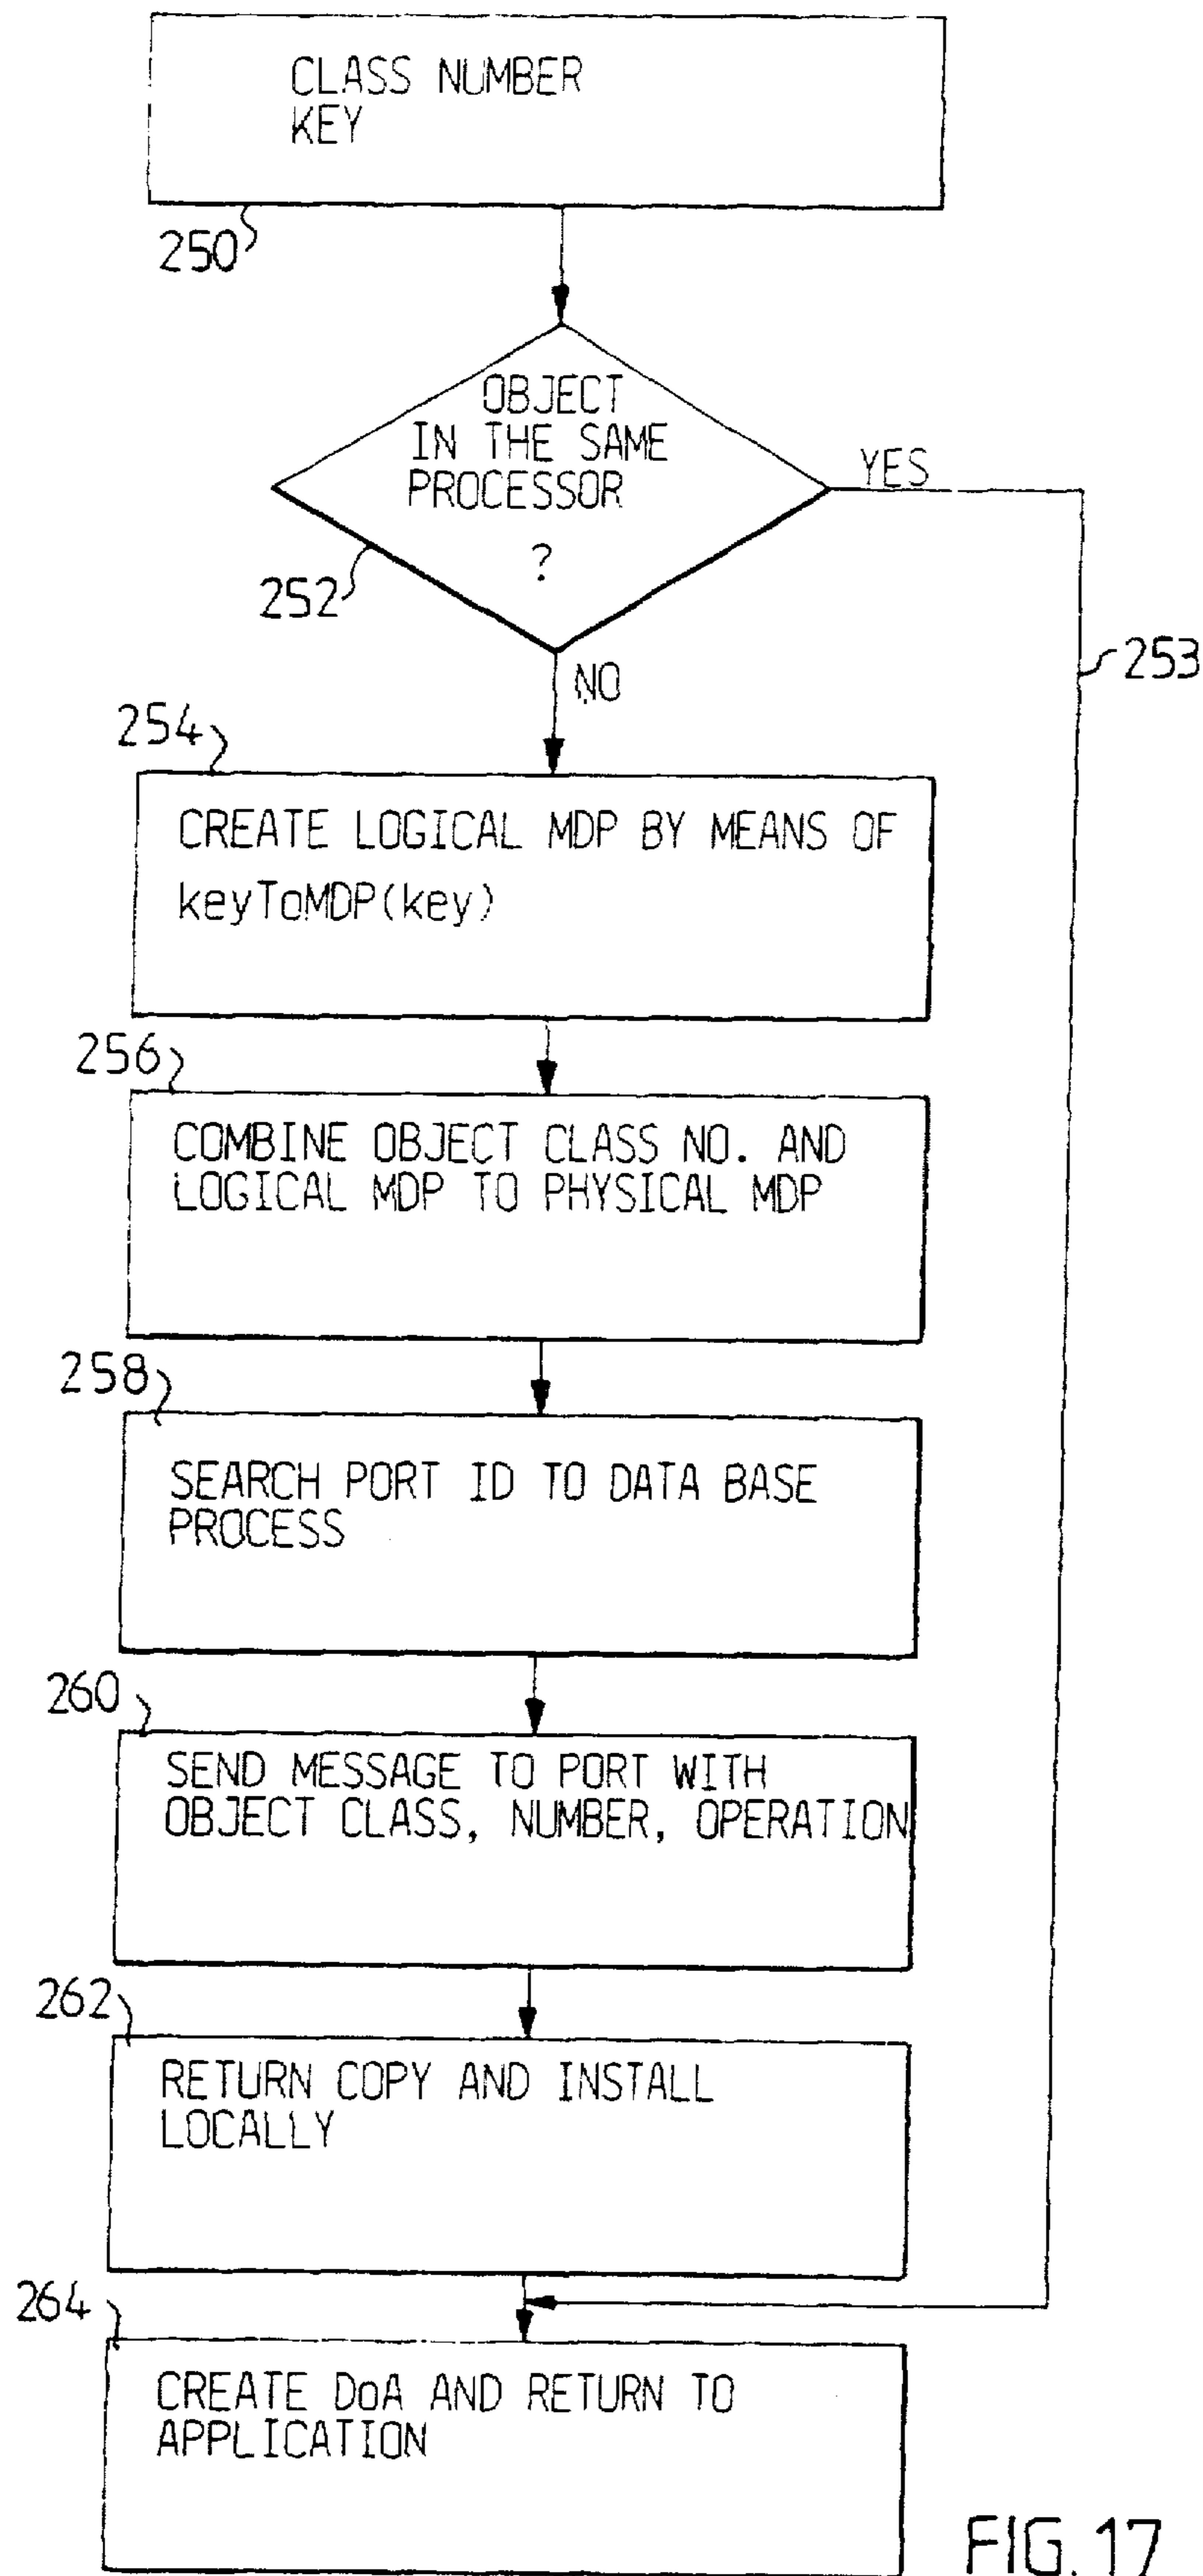 CLASS NUMBER
KEY
250
OBJECT
IN THE SAME
PROCESSOR
?
YES
252
253
NO
254
CREATE LOGICAL MDP BY MEANS OF
keyToMDP(key)
256
COMBINE OBJECT CLASS NO. AND
LOGICAL MDP TO PHYSICAL MDP
258
SEARCH PORT ID TO DATA BASE
PROCESS
260
SEND MESSAGE TO PORT WITH
OBJECT CLASS, NUMBER, OPERATION
262
RETURN COPY AND INSTALL
LOCALLY
264
CREATE DoA AND RETURN TO
APPLICATION
FIG. 17